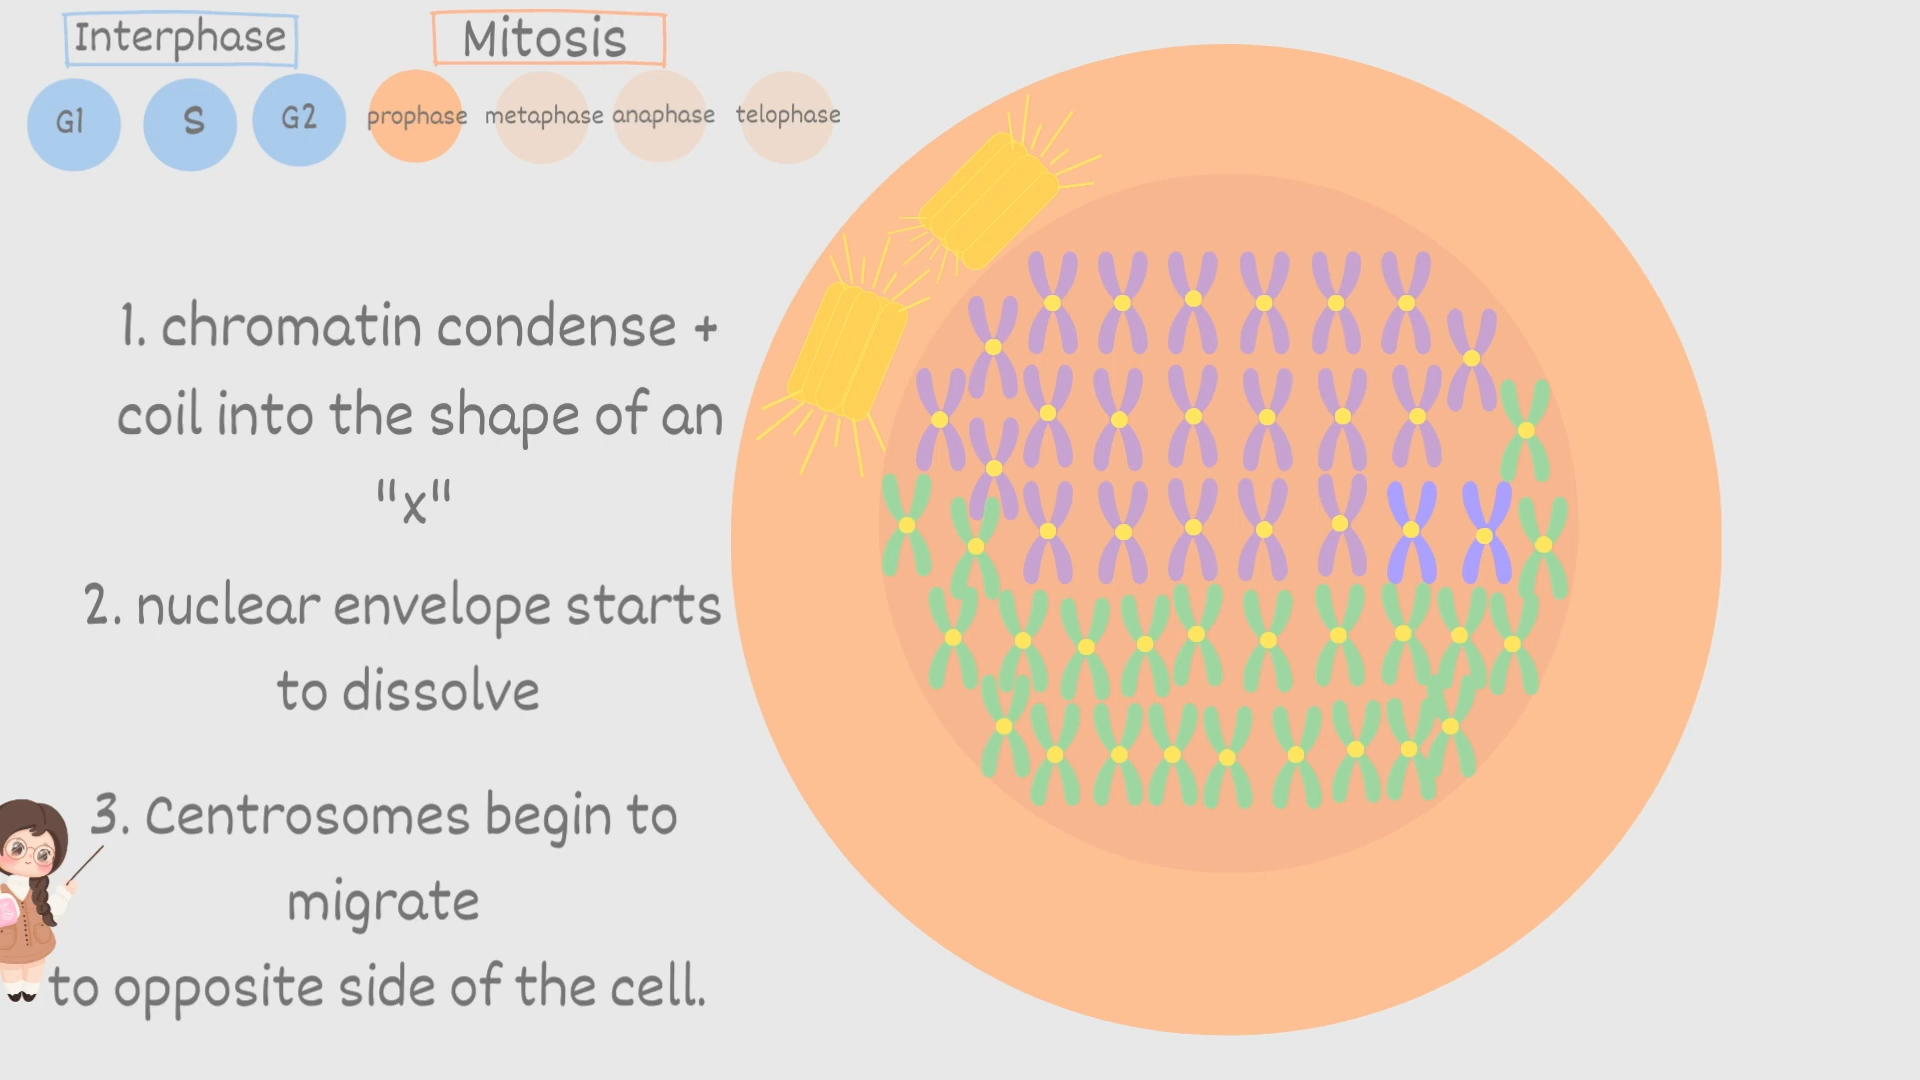 Interphase
Mitosis
G1
S
G2
prophase
metaphase
anaphase
telophase
1. chromatin condense +
coil into the shape of an
"x"
2. nuclear envelope starts
to dissolve
3. Centrosomes begin to
migrate
to opposite side of the cell.